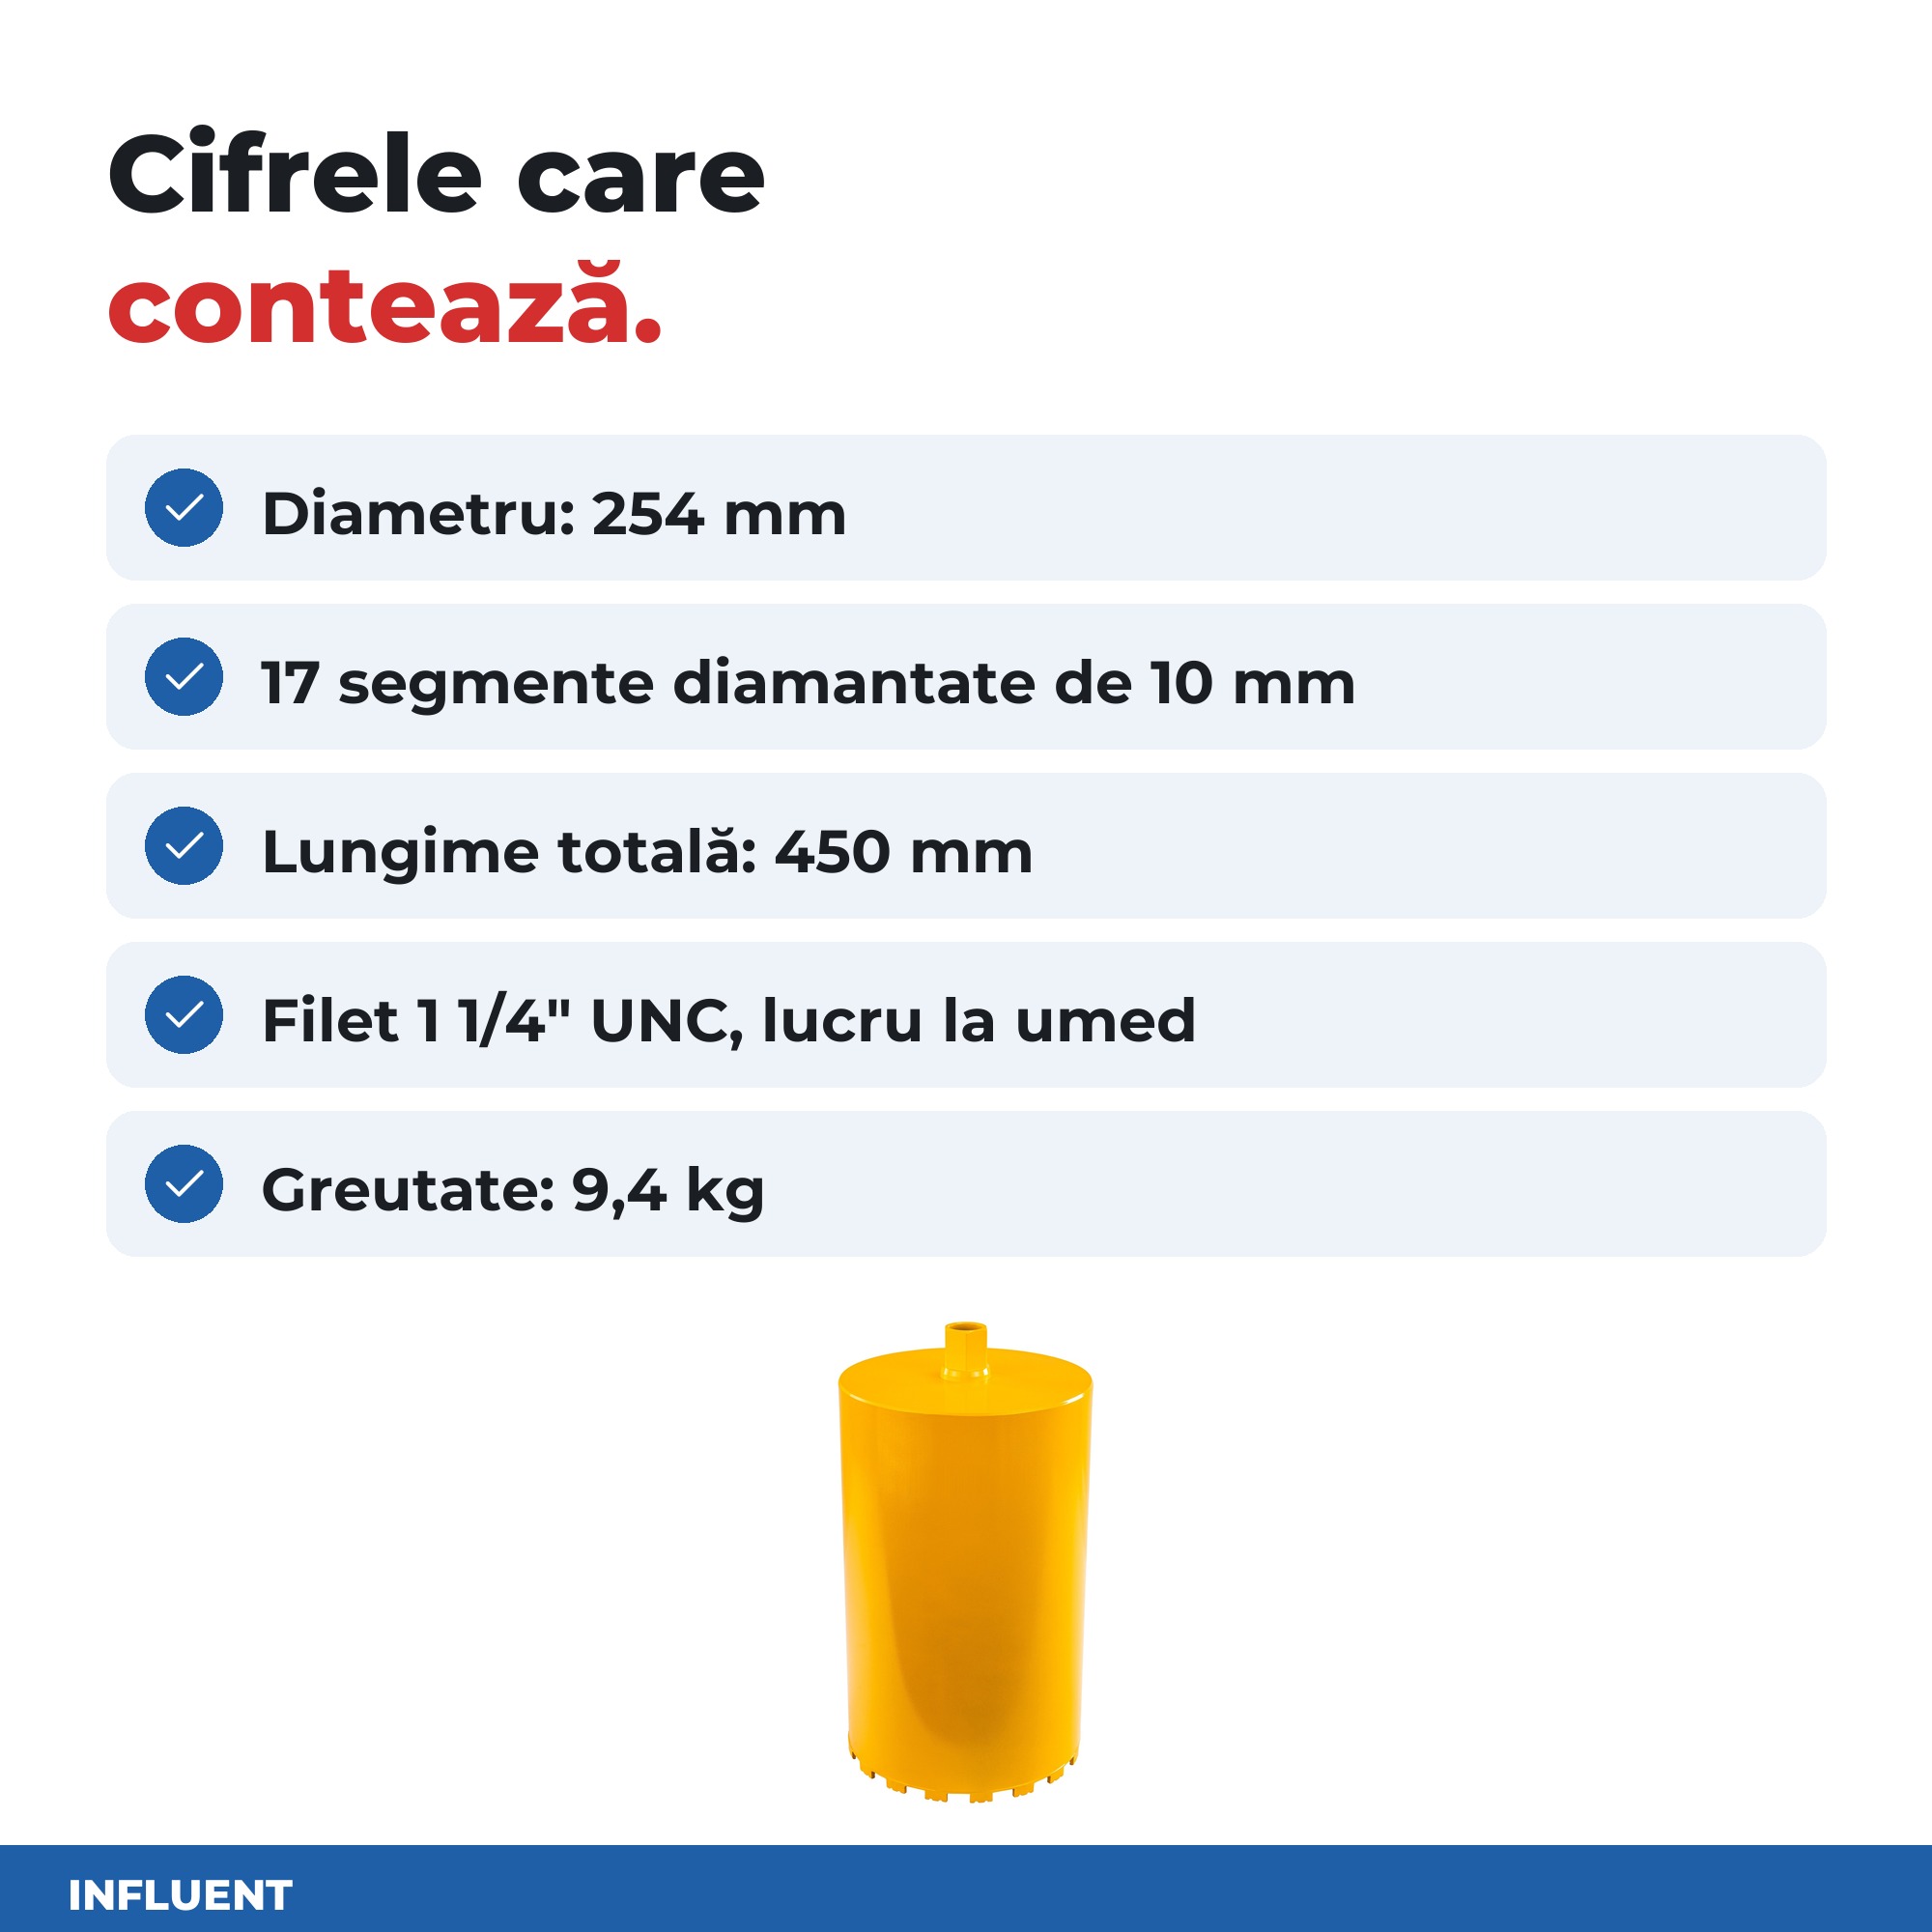 Cifrele care
contează.
Diametru: 254 mm
17 segmente diamantate de 10 mm
Lungime totală: 450 mm
Filet 1 1/4" UNC, lucru la umed
Greutate: 9,4 kg
INFLUENT